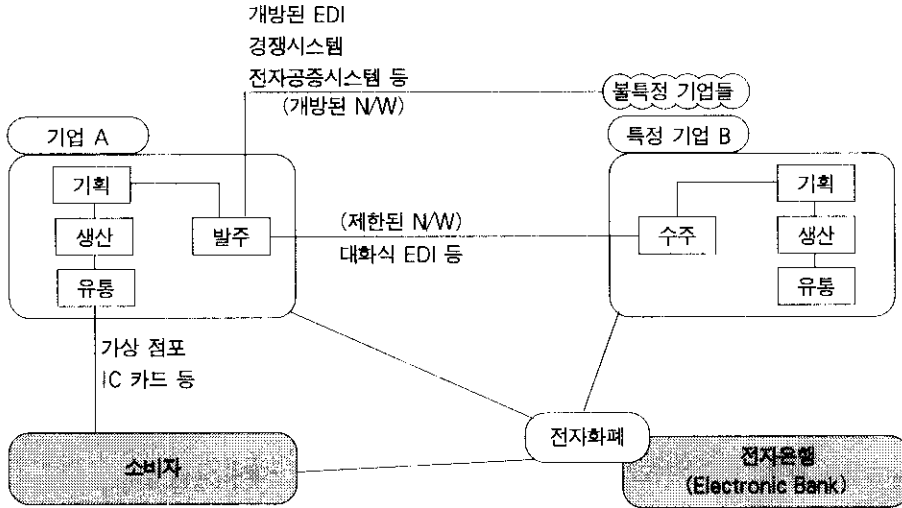 개방된 EDI
경쟁시스템
전자공증시스템 등
(개방된 N/W)
불특정 기업들
기업 A
특정 기업 B
기획
생산
유통
발주
(제한된 N/W)
대화식 EDI 등
수주
기획
생산
유통
가상 점포
IC 카드 등
전자화폐
소비자
전자은행
(Electronic Bank)